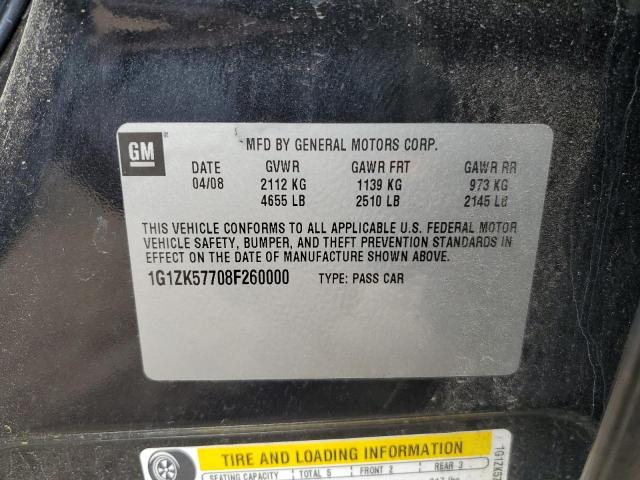 GM
MFD BY GENERAL MOTORS CORP.
DATE GVWR GAWR FRT GAWR RR
04/08 2112 KG 1139 KG 973 KG
4655 LB 2510 LB 2145 LB
THIS VEHICLE CONFORMS TO ALL APPLICABLE U.S. FEDERAL MOTOR
VEHICLE SAFETY, BUMPER, AND THEFT PREVENTION STANDARDS IN
EFFECT ON THE DATE OF MANUFACTURE SHOWN ABOVE.
1G1ZK57708F260000 TYPE: PASS CAR
TIRE AND LOADING INFORMATION
SEATING CAPACITY TOTAL 5 FRONT 2 REAR 3
1G1ZK57